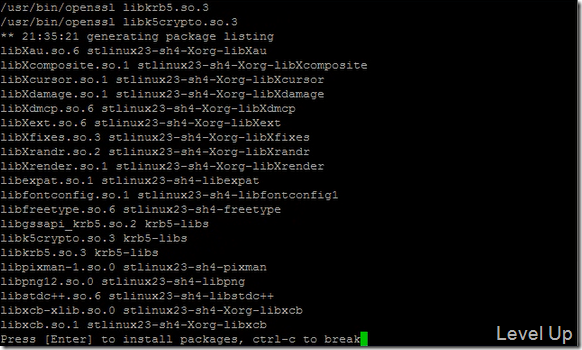 /usr/bin/openssl libkrb5.so.3
/usr/bin/openssl libk5crypto.so.3
** 21:35:21 generating package listing
libXau.so.6 stlinux23-sh4-Xorg-libXau
libXcomposite.so.1 stlinux23-sh4-Xorg-libXcomposite
libXcursor.so.1 stlinux23-sh4-Xorg-libXcursor
libXdamage.so.1 stlinux23-sh4-Xorg-libXdamage
libXdmcp.so.6 stlinux23-sh4-Xorg-libXdmcp
libXext.so.6 stlinux23-sh4-Xorg-libXext
libXfixes.so.3 stlinux23-sh4-Xorg-libXfixes
libXrandr.so.2 stlinux23-sh4-Xorg-libXrandr
libXrender.so.1 stlinux23-sh4-Xorg-libXrender
libexpat.so.1 stlinux23-sh4-libexpat
libfontconfig.so.1 stlinux23-sh4-libfontconfig1
libfreetype.so.6 stlinux23-sh4-freetype
libgssapi_krb5.so.2 krb5-libs
libk5crypto.so.3 krb5-libs
libkrb5.so.3 krb5-libs
libpixman-1.so.0 stlinux23-sh4-pixman
libpng12.so.0 stlinux23-sh4-libpng
libstdc++.so.6 stlinux23-sh4-libstdc++
libxcb-xlib.so.0 stlinux23-sh4-Xorg-libxcb
libxcb.so.1 stlinux23-sh4-Xorg-libxcb
Press [Enter] to install packages, ctrl-c to break
Level Up